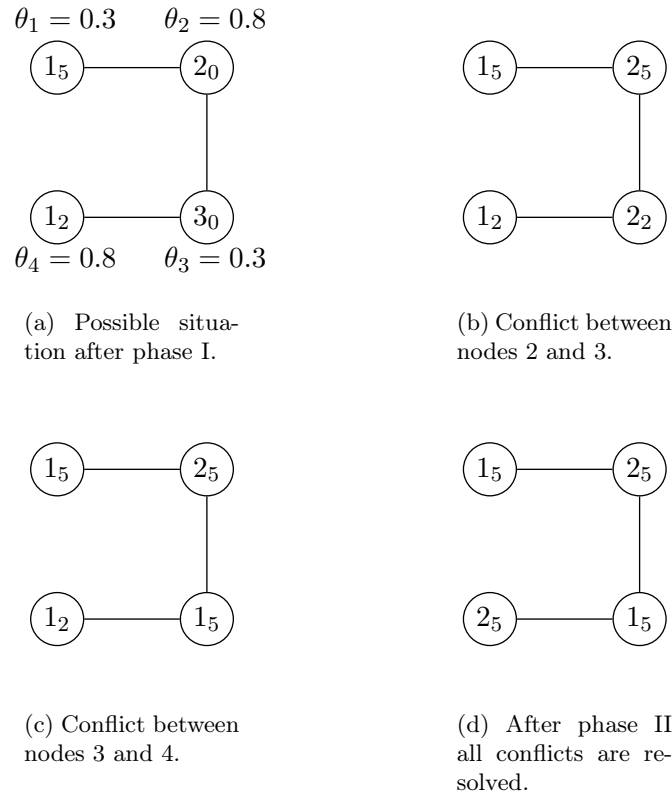 θ₁ = 0.3 θ₂ = 0.8
1₅ 2₀
1₂ 3₀
θ₄ = 0.8 θ₃ = 0.3
(a) Possible situa-
tion after phase I.
1₅ 2₅
1₂ 2₂
(b) Conflict between
nodes 2 and 3.
1₅ 2₅
1₂ 1₅
(c) Conflict between
nodes 3 and 4.
1₅ 2₅
2₅ 1₅
(d) After phase II
all conflicts are re-
solved.